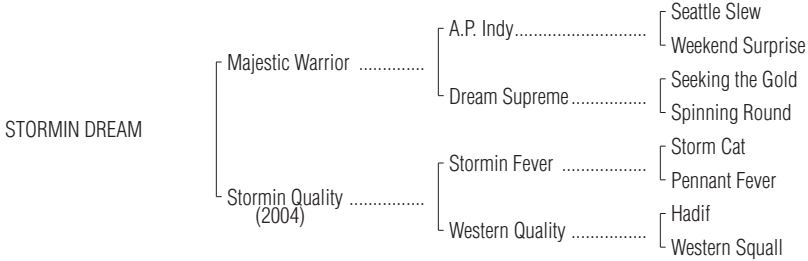 Seattle Slew
A.P. Indy..........................
Weekend Surprise
Majestic Warrior ..............
Seeking the Gold
Dream Supreme................
Spinning Round
STORMIN DREAM
Storm Cat
Stormin Fever ..................
Pennant Fever
Stormin Quality ................
(2004)
Hadif
Western Quality ................
Western Squall